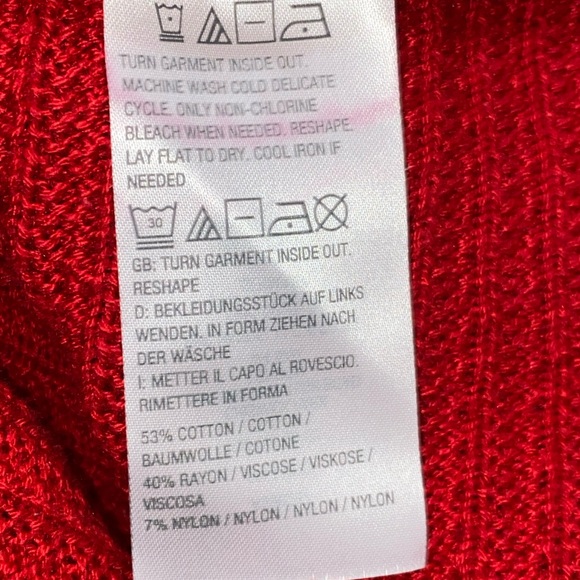 TURN GARMENT INSIDE OUT.
MACHINE WASH COLD DELICATE
CYCLE. ONLY NON-CHLORINE
BLEACH WHEN NEEDED. RESHAPE.
LAY FLAT TO DRY. COOL IRON IF
NEEDED
30
GB: TURN GARMENT INSIDE OUT.
RESHAPE
D: BEKLEIDUNGSSTÜCK AUF LINKS
WENDEN. IN FORM ZIEHEN NACH
DER WÄSCHE
I: METTER IL CAPO AL ROVESCIO.
RIMETTERE IN FORMA
53% COTTON / COTTON /
BAUMWOLLE / COTONE
40% RAYON / VISCOSE / VISKOSE /
VISCOSA
7% NYLON / NYLON / NYLON / NYLON